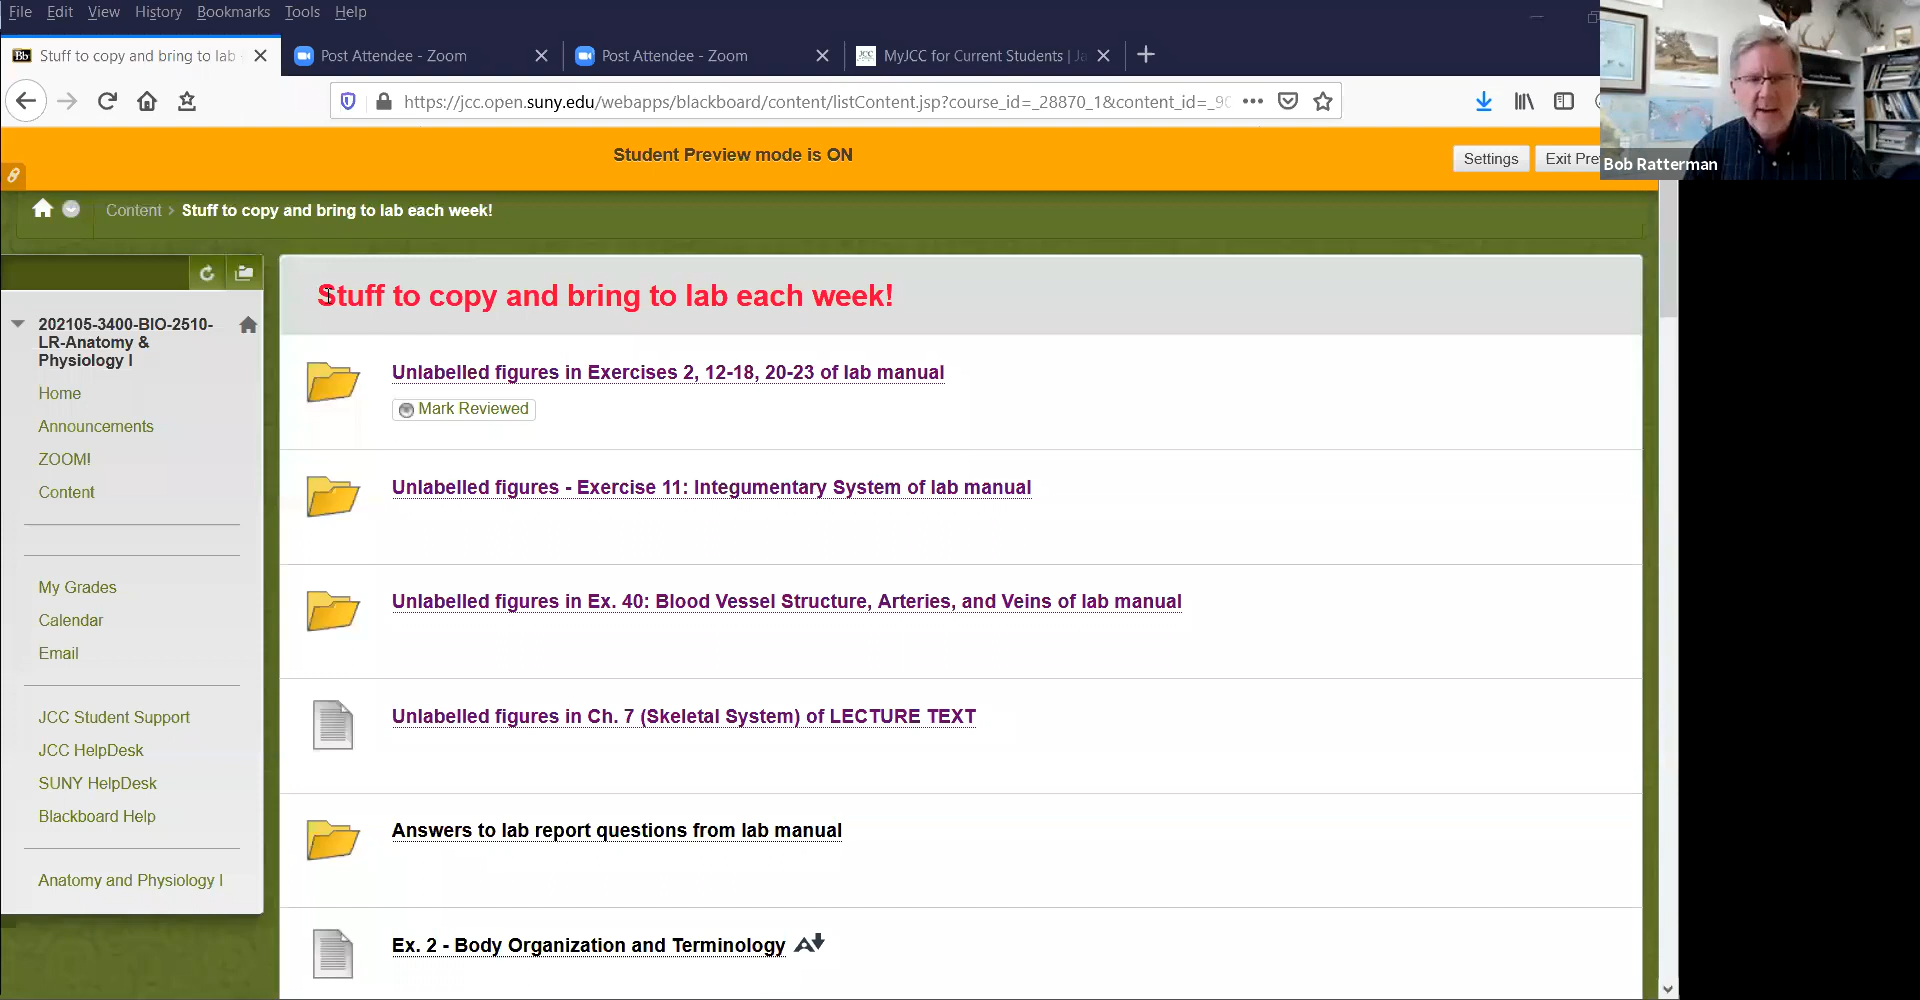 File Edit View History Bookmarks Tools Help
Bb Stuff to copy and bring to lab
Post Attendee - Zoom
Post Attendee - Zoom
JCC MyJCC for Current Students | Ja
https://jcc.open.suny.edu/webapps/blackboard/content/listContent.jsp?course_id=_28870_1&content_id=_90
Student Preview mode is ON
Settings
Exit Pre
Bob Ratterman
Content > Stuff to copy and bring to lab each week!
Stuff to copy and bring to lab each week!
202105-3400-BIO-2510-
LR-Anatomy &
Physiology I
Home
Announcements
ZOOM!
Content
My Grades
Calendar
Email
JCC Student Support
JCC HelpDesk
SUNY HelpDesk
Blackboard Help
Anatomy and Physiology I
Unlabelled figures in Exercises 2, 12-18, 20-23 of lab manual
Mark Reviewed
Unlabelled figures - Exercise 11: Integumentary System of lab manual
Unlabelled figures in Ex. 40: Blood Vessel Structure, Arteries, and Veins of lab manual
Unlabelled figures in Ch. 7 (Skeletal System) of LECTURE TEXT
Answers to lab report questions from lab manual
Ex. 2 - Body Organization and Terminology